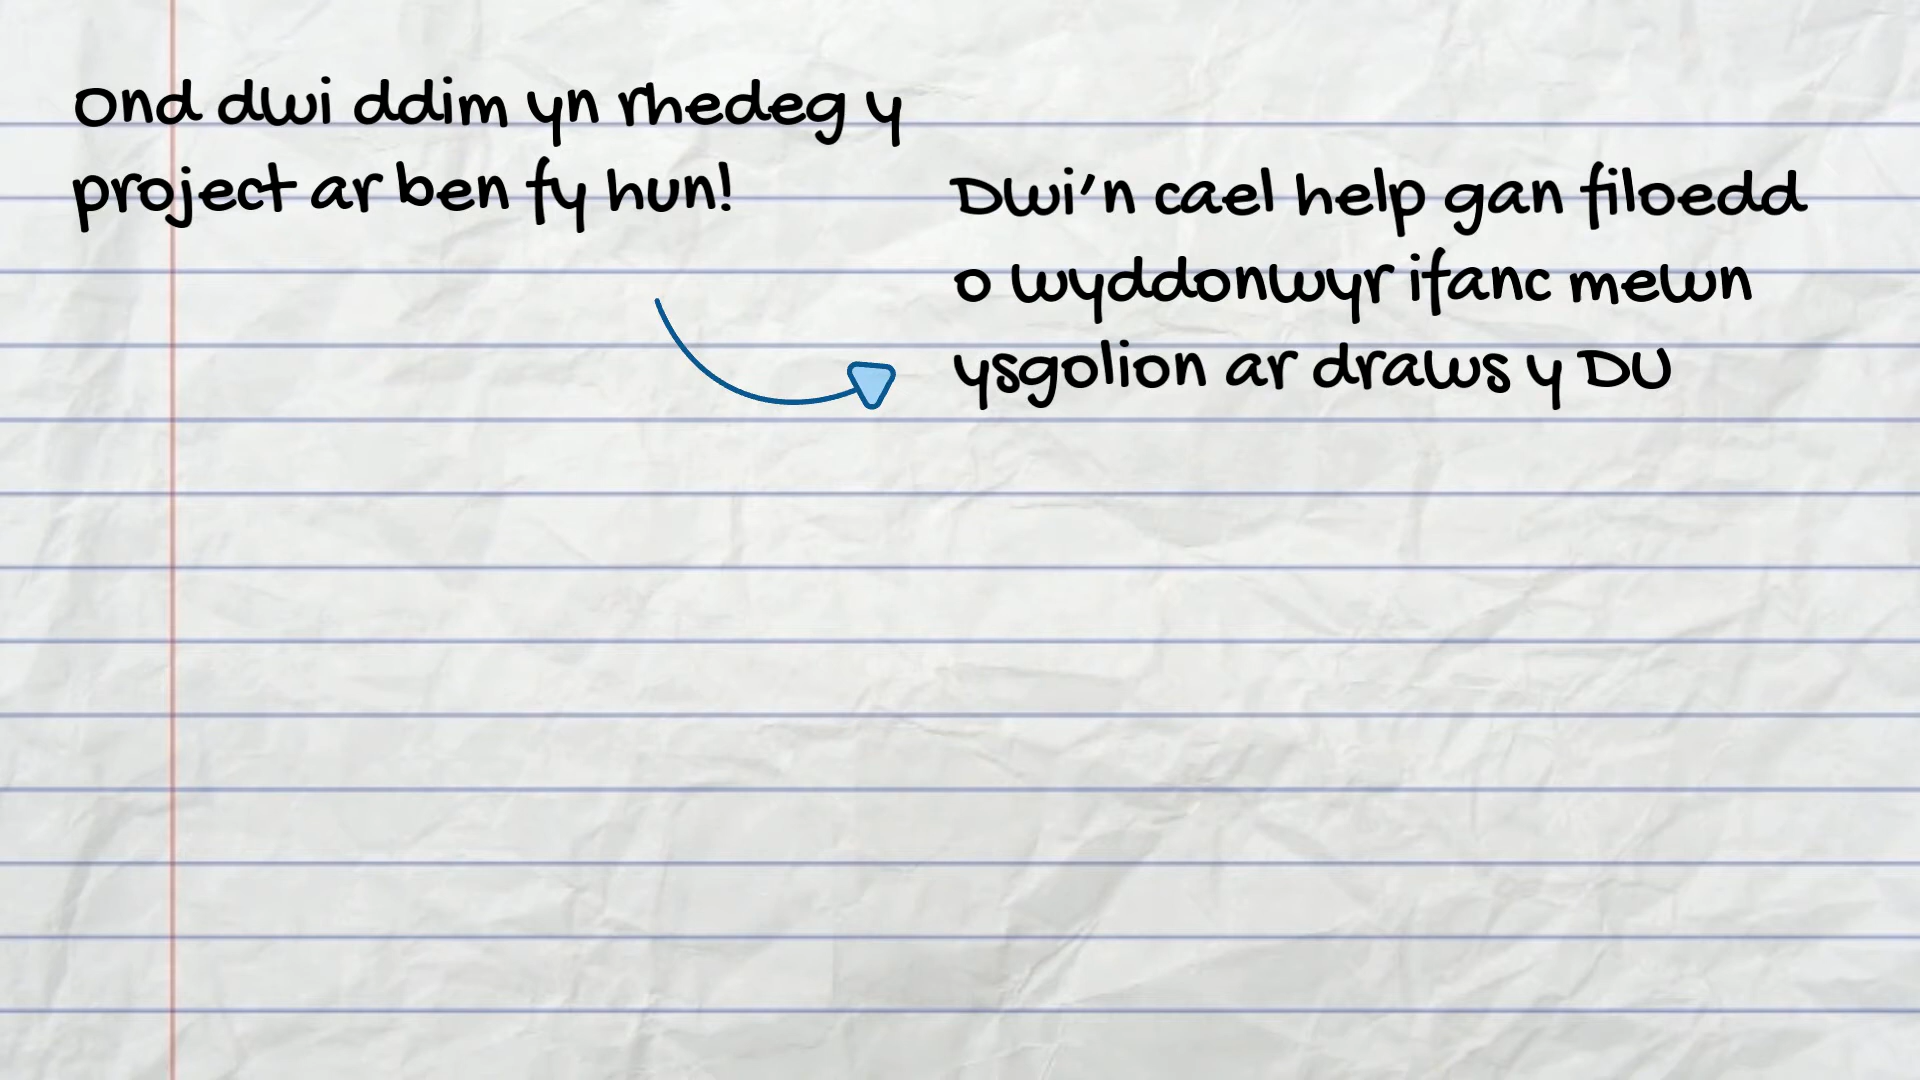 Ond dwi ddim yn rhedeg y
project ar ben fy hun!
Dwi'n cael help gan filoedd
o wyddonwyr ifanc mewn
ysgolion ar draws y DU